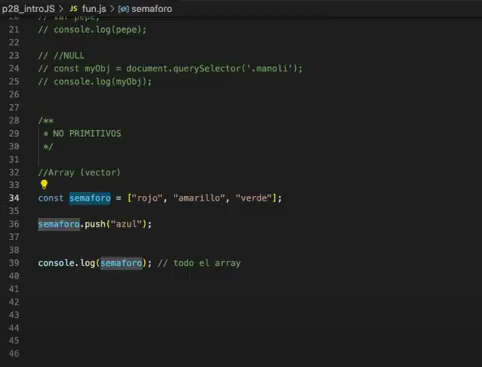 p28_introJS > JS fun.js > semaforo
20 // var pepe;
21 // console.log(pepe);
22
23 // //NULL
24 // const myObj = document.querySelector('.manoli');
25 // console.log(myObj);
26
27
28 /**
29 * NO PRIMITIVOS
30 */
31
32 //Array (vector)
33
34 const semaforo = ["rojo", "amarillo", "verde"];
35
36 semaforo.push("azul");
37
38
39 console.log(semaforo); // todo el array
40
41
42
43
44
45
46